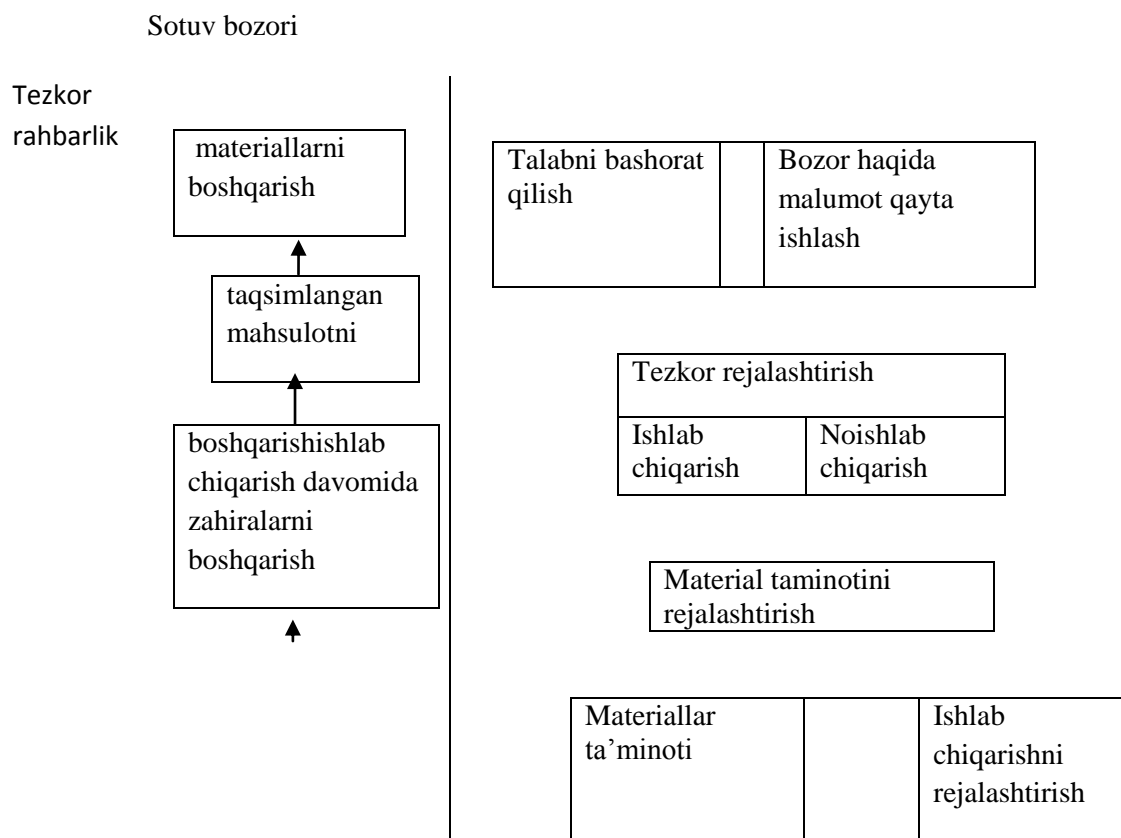 Sotuv bozori
Tezkor
rahbarlik
materiallarni
boshqarish
taqsimlangan
mahsulotni
boshqarishishlab
chiqarish davomida
zahiralarni
boshqarish
Talabni bashorat
qilish
Bozor haqida
malumot qayta
ishlash
Tezkor rejalashtirish
Ishlab
chiqarish
Noishlab
chiqarish
Material taminotini
rejalashtirish
Materiallar
ta’minoti
Ishlab
chiqarishni
rejalashtirish